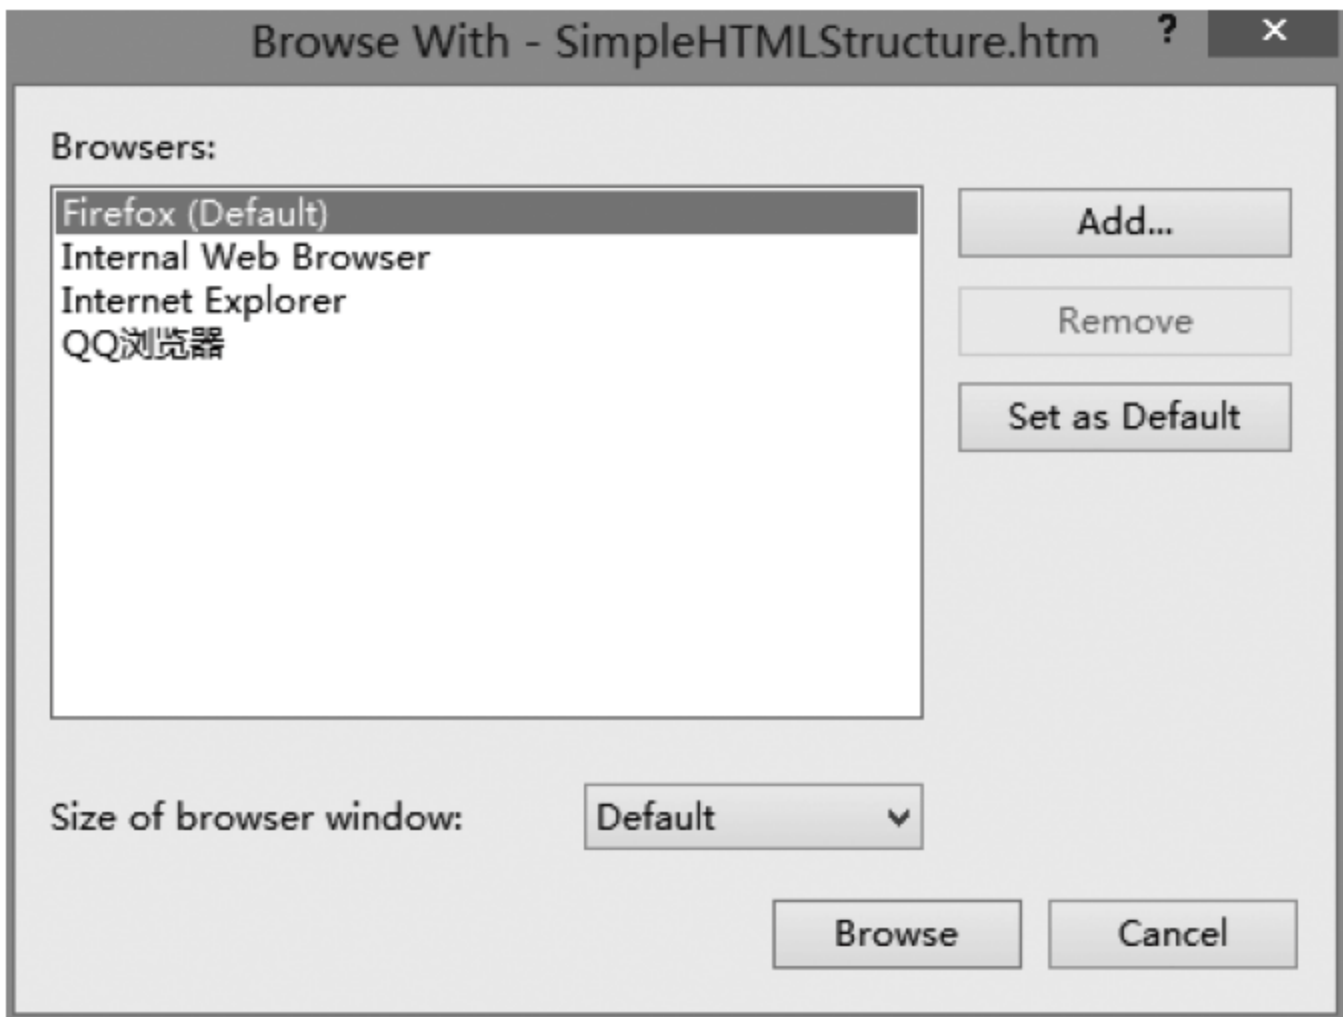 Browse With - SimpleHTMLStructure.htm ? ×
Browsers:
Firefox (Default)
Internal Web Browser
Internet Explorer
QQ浏览器
Add...
Remove
Set as Default
Size of browser window: Default
Browse Cancel